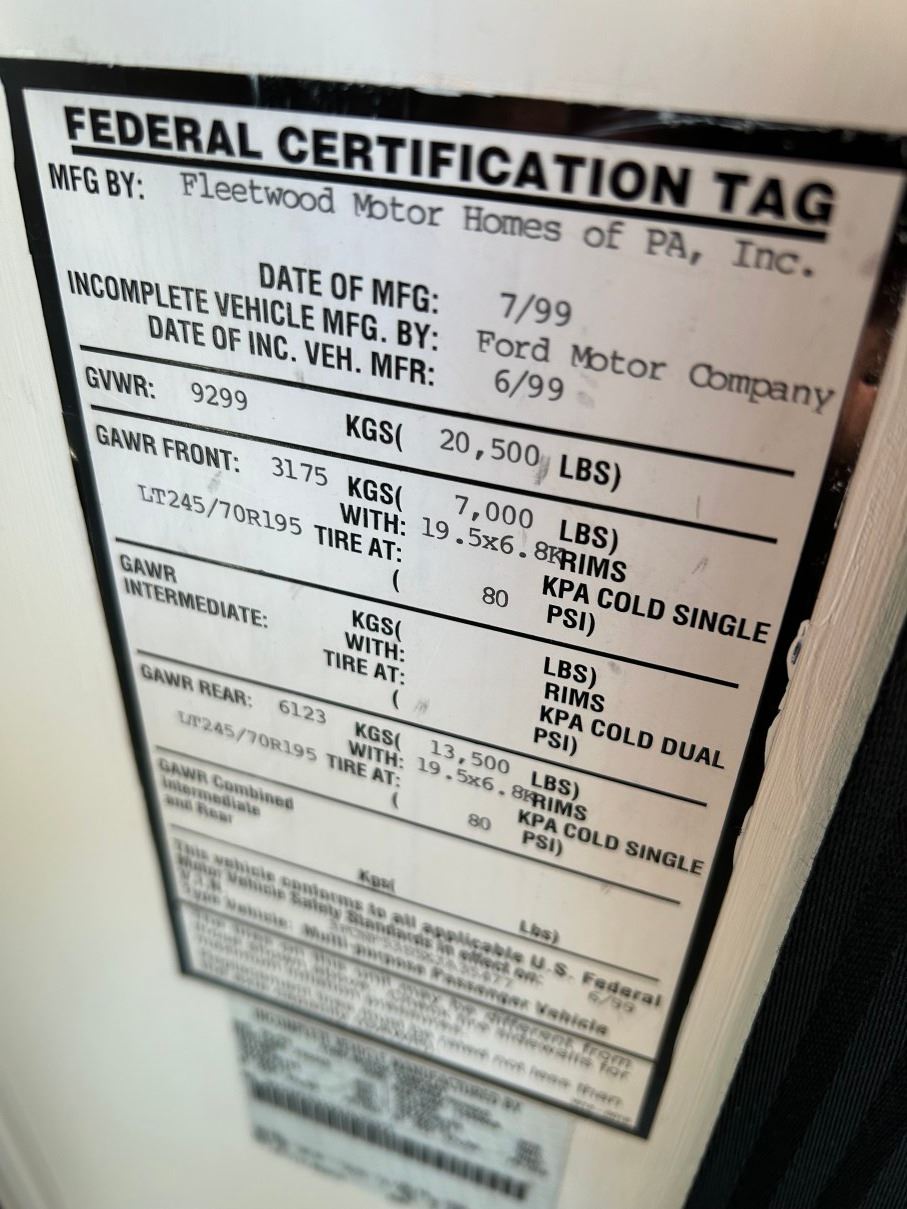 FEDERAL CERTIFICATION TAG
MFG BY: Fleetwood Motor Homes of PA, Inc.
DATE OF MFG: 7/99
INCOMPLETE VEHICLE MFG. BY: Ford Motor Company
DATE OF INC. VEH. MFR: 6/99
GVWR: 9299 KGS( 20,500 LBS)
GAWR FRONT: 3175 KGS( 7,000 LBS)
WITH: 19.5x6.8K RIMS
LT245/70R195 TIRE AT: KPA COLD SINGLE
( 80 PSI)
GAWR
INTERMEDIATE: KGS( LBS)
WITH: RIMS
TIRE AT: KPA COLD DUAL
( PSI)
GAWR REAR: 6123 KGS( 13,500 LBS)
WITH: 19.5x6.8K RIMS
LT245/70R195 TIRE AT: KPA COLD SINGLE
( 80 PSI)
GAWR Combined
Intermediate
and Rear Kgs( Lbs)
This vehicle conforms to all applicable U.S. Federal
Motor Vehicle Safety Standards in effect on: 6/99
V.I.N.
Type Vehicle: Multi purpose Passenger Vehicle